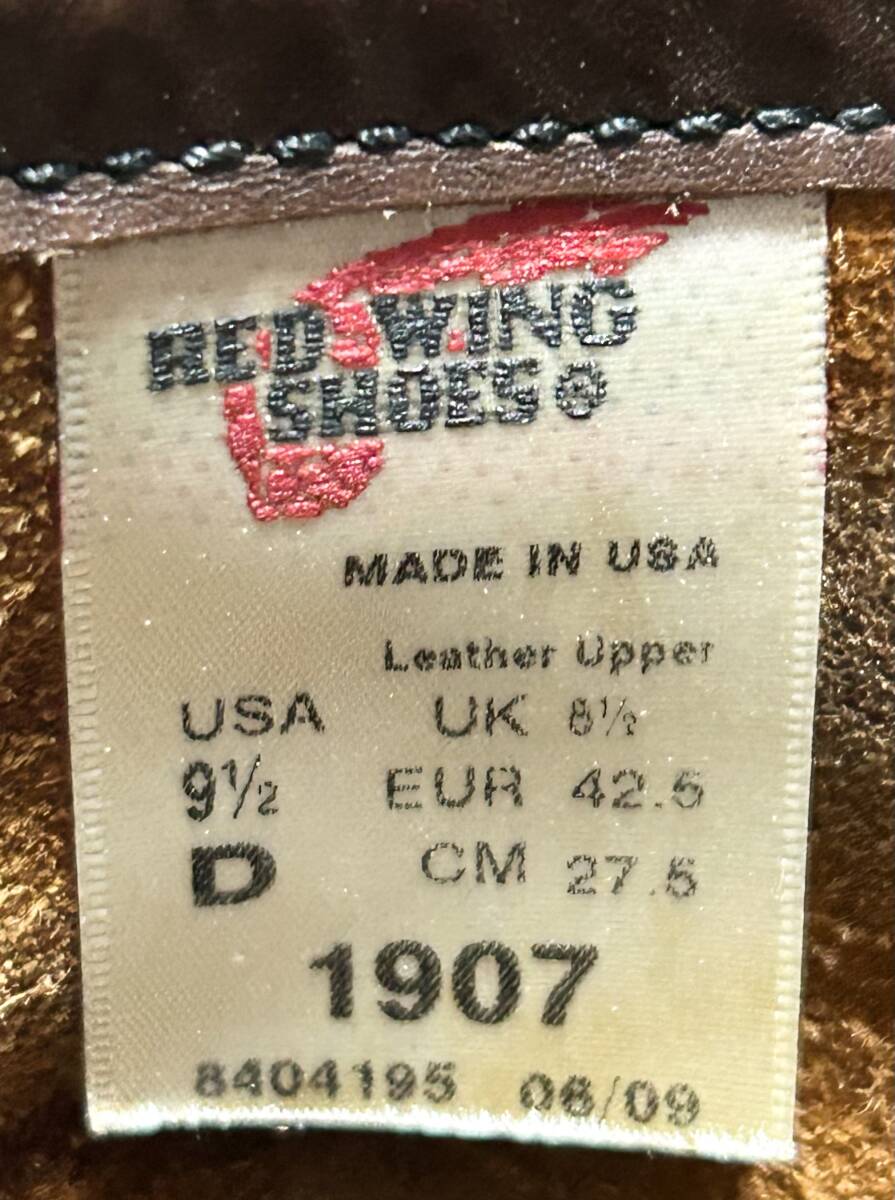 RED WING
SHOES®
MADE IN USA
Leather Upper
USA UK 8½
9½ EUR 42.5
D CM 27.5
1907
8404195 06/09